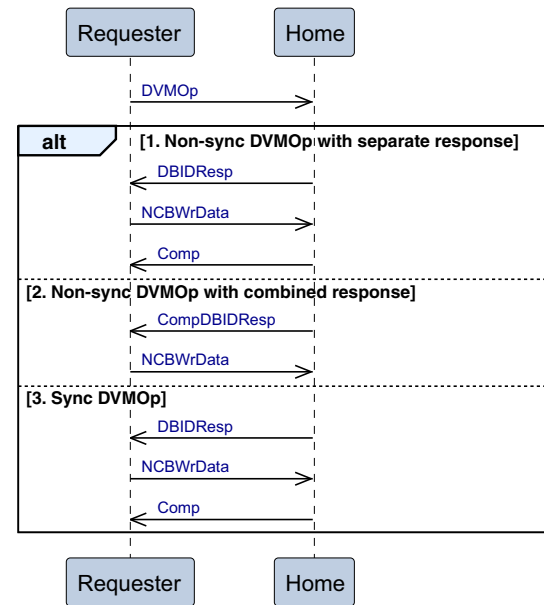 Requester Home
DVMOp
alt [1. Non-sync DVMOp with separate response]
DBIDResp
NCBWrData
Comp
[2. Non-sync DVMOp with combined response]
CompDBIDResp
NCBWrData
[3. Sync DVMOp]
DBIDResp
NCBWrData
Comp
Requester Home